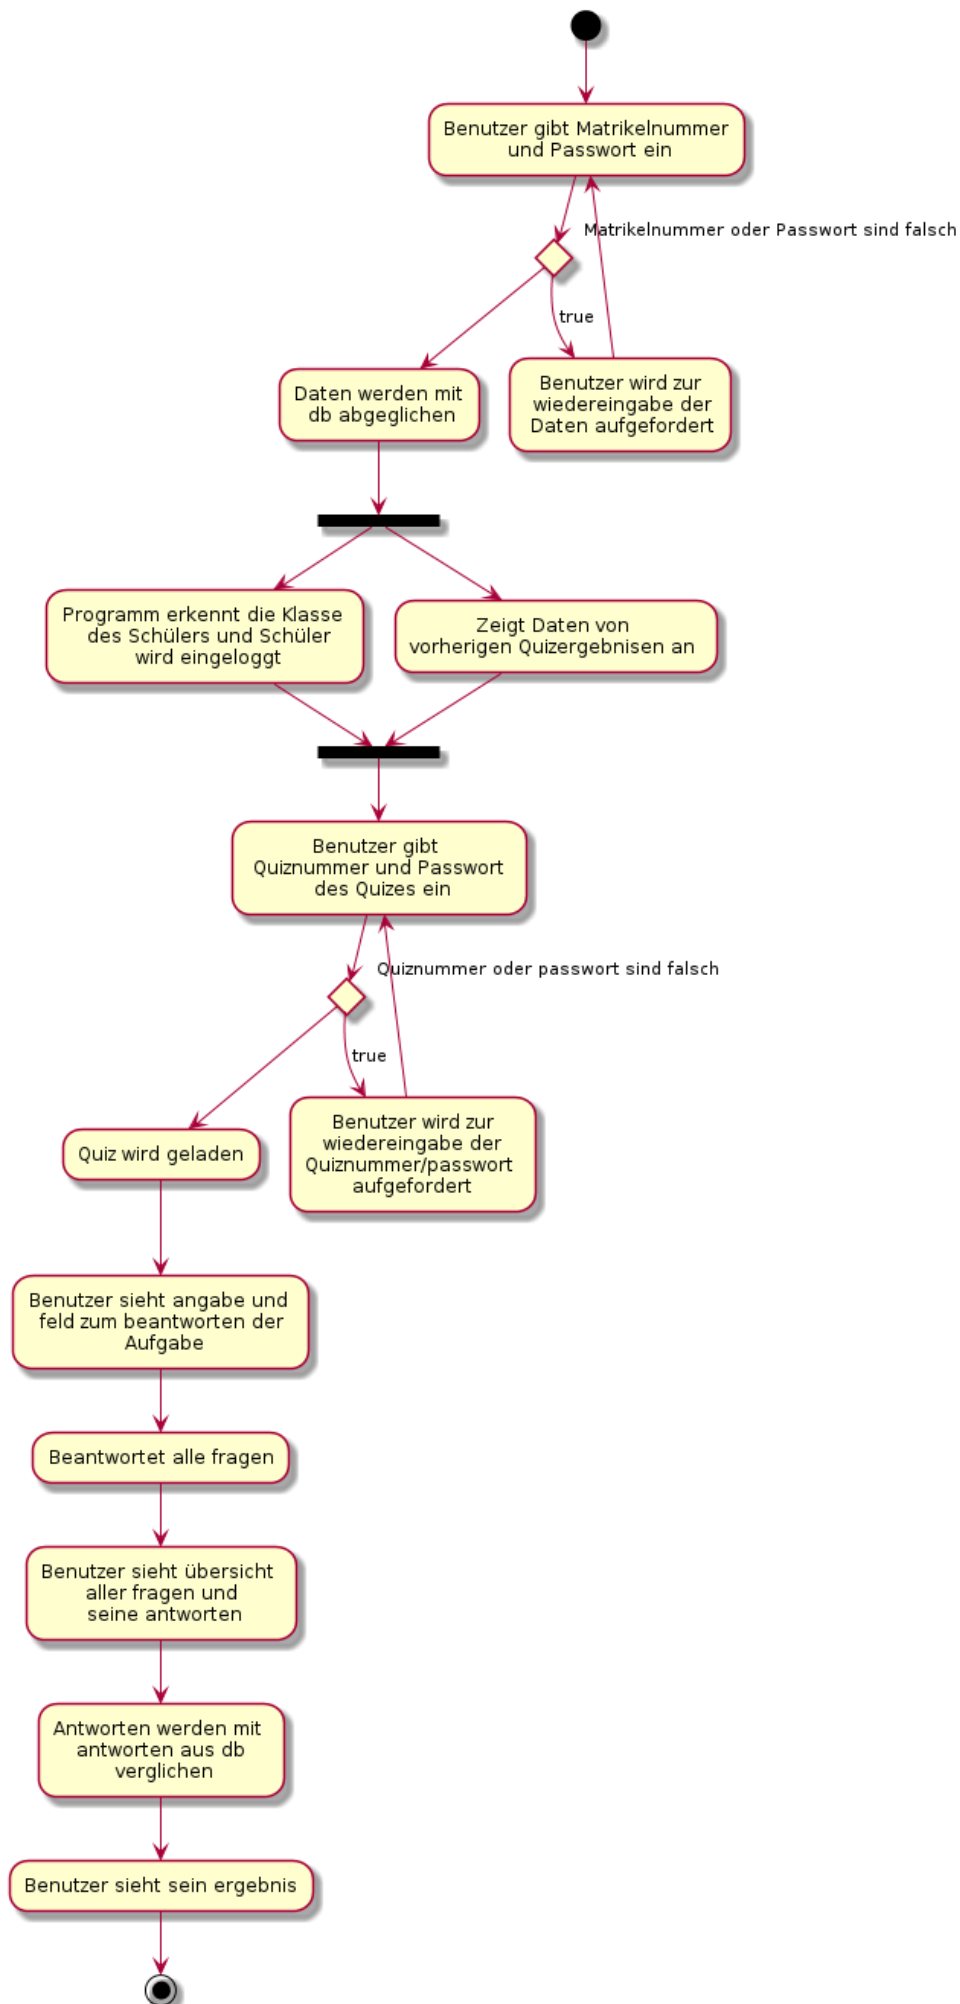 Benutzer gibt Matrikelnummer
und Passwort ein
Matrikelnummer oder Passwort sind falsch
true
Daten werden mit
db abgeglichen
Benutzer wird zur
wiedereingabe der
Daten aufgefordert
Programm erkennt die Klasse
des Schülers und Schüler
wird eingeloggt
Zeigt Daten von
vorherigen Quizergebnisen an
Benutzer gibt
Quiznummer und Passwort
des Quizes ein
Quiznummer oder passwort sind falsch
true
Quiz wird geladen
Benutzer wird zur
wiedereingabe der
Quiznummer/passwort
aufgefordert
Benutzer sieht angabe und
feld zum beantworten der
Aufgabe
Beantwortet alle fragen
Benutzer sieht übersicht
aller fragen und
seine antworten
Antworten werden mit
antworten aus db
verglichen
Benutzer sieht sein ergebnis